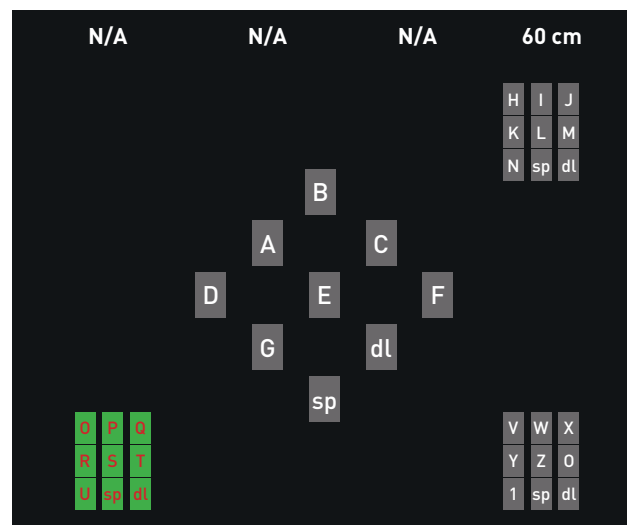 N/A N/A N/A 60 cm
H I J
K L M
N sp dl
B
A C
D E F
G dl
sp
O P Q
R S T
U sp dl
V W X
Y Z 0
1 sp dl